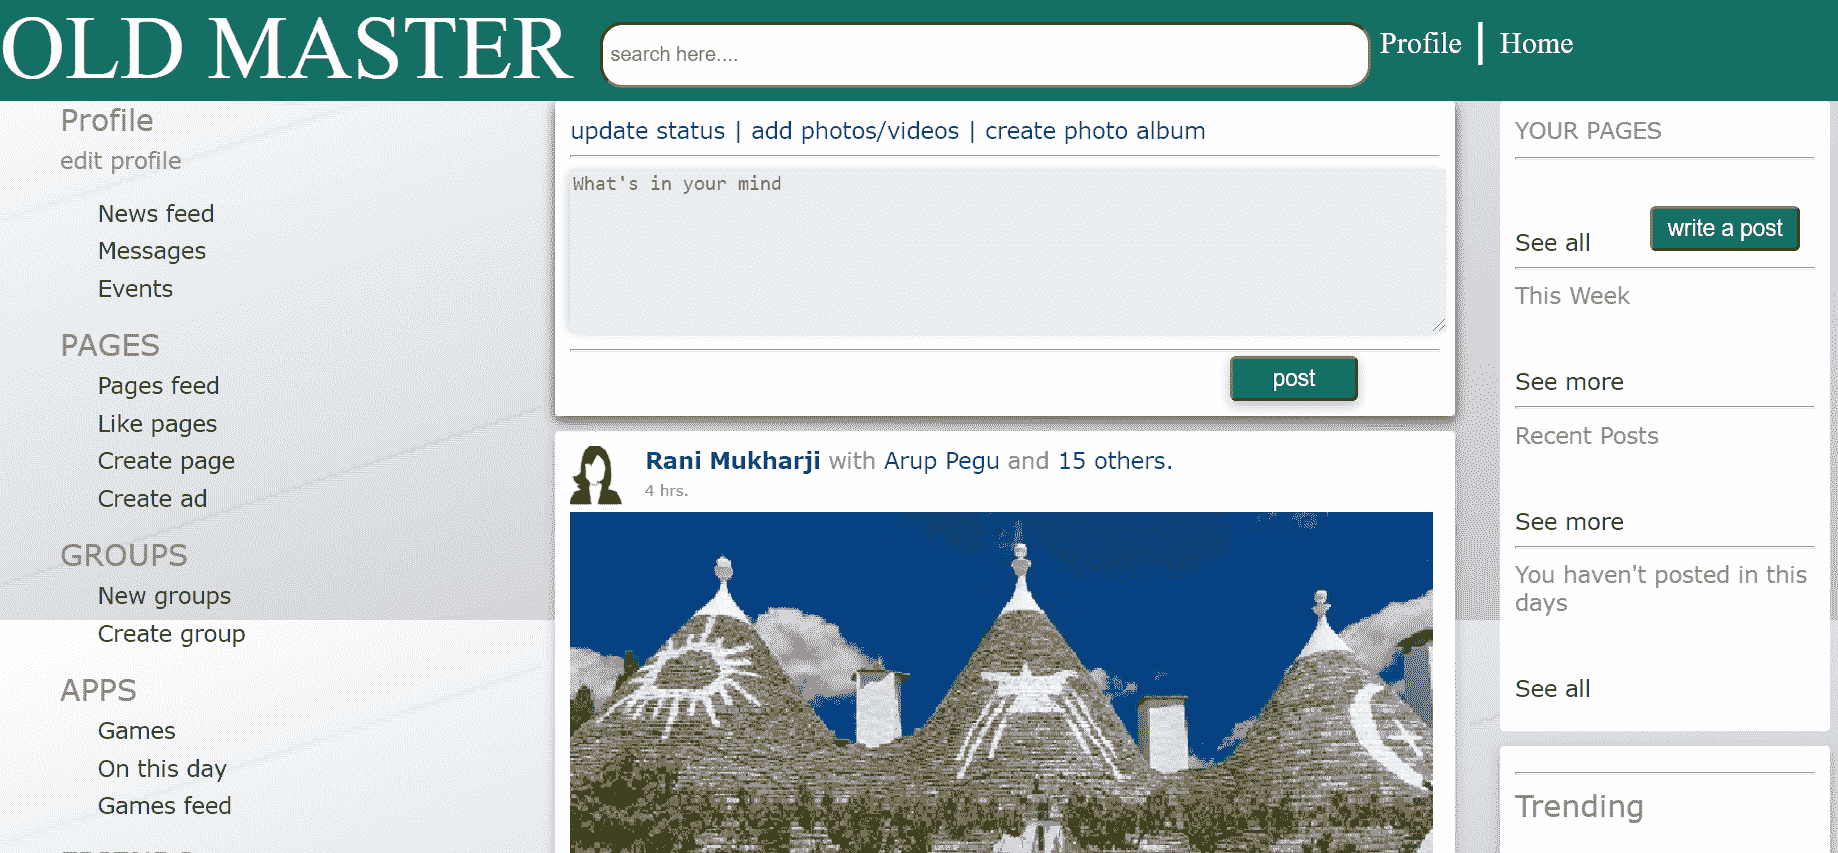 OLD MASTER
search here....
Profile | Home
Profile
edit profile
News feed
Messages
Events
PAGES
Pages feed
Like pages
Create page
Create ad
GROUPS
New groups
Create group
APPS
Games
On this day
Games feed
update status | add photos/videos | create photo album
What's in your mind
post
Rani Mukharji with Arup Pegu and 15 others.
4 hrs.
YOUR PAGES
write a post
See all
This Week
See more
Recent Posts
See more
You haven't posted in this
days
See all
Trending